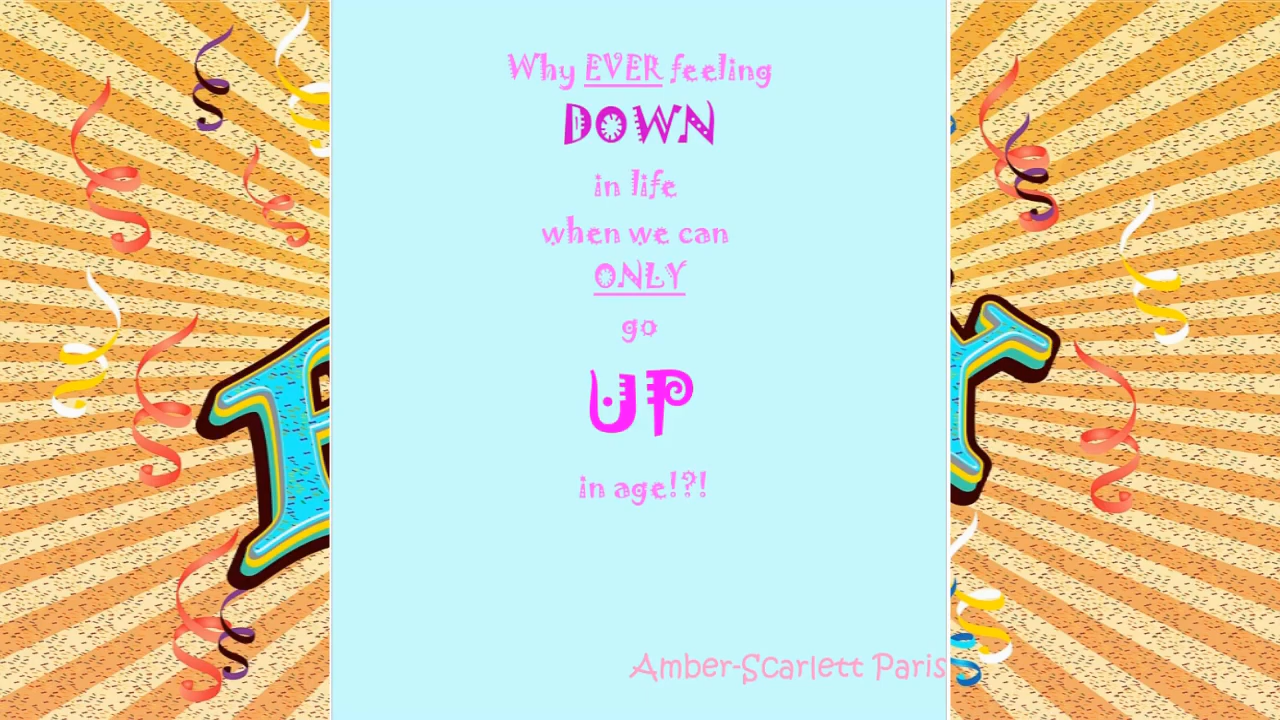 Why EVER feeling
DOWN
in life
when we can
ONLY
go
UP
in age!?!
Amber-Scarlett Paris